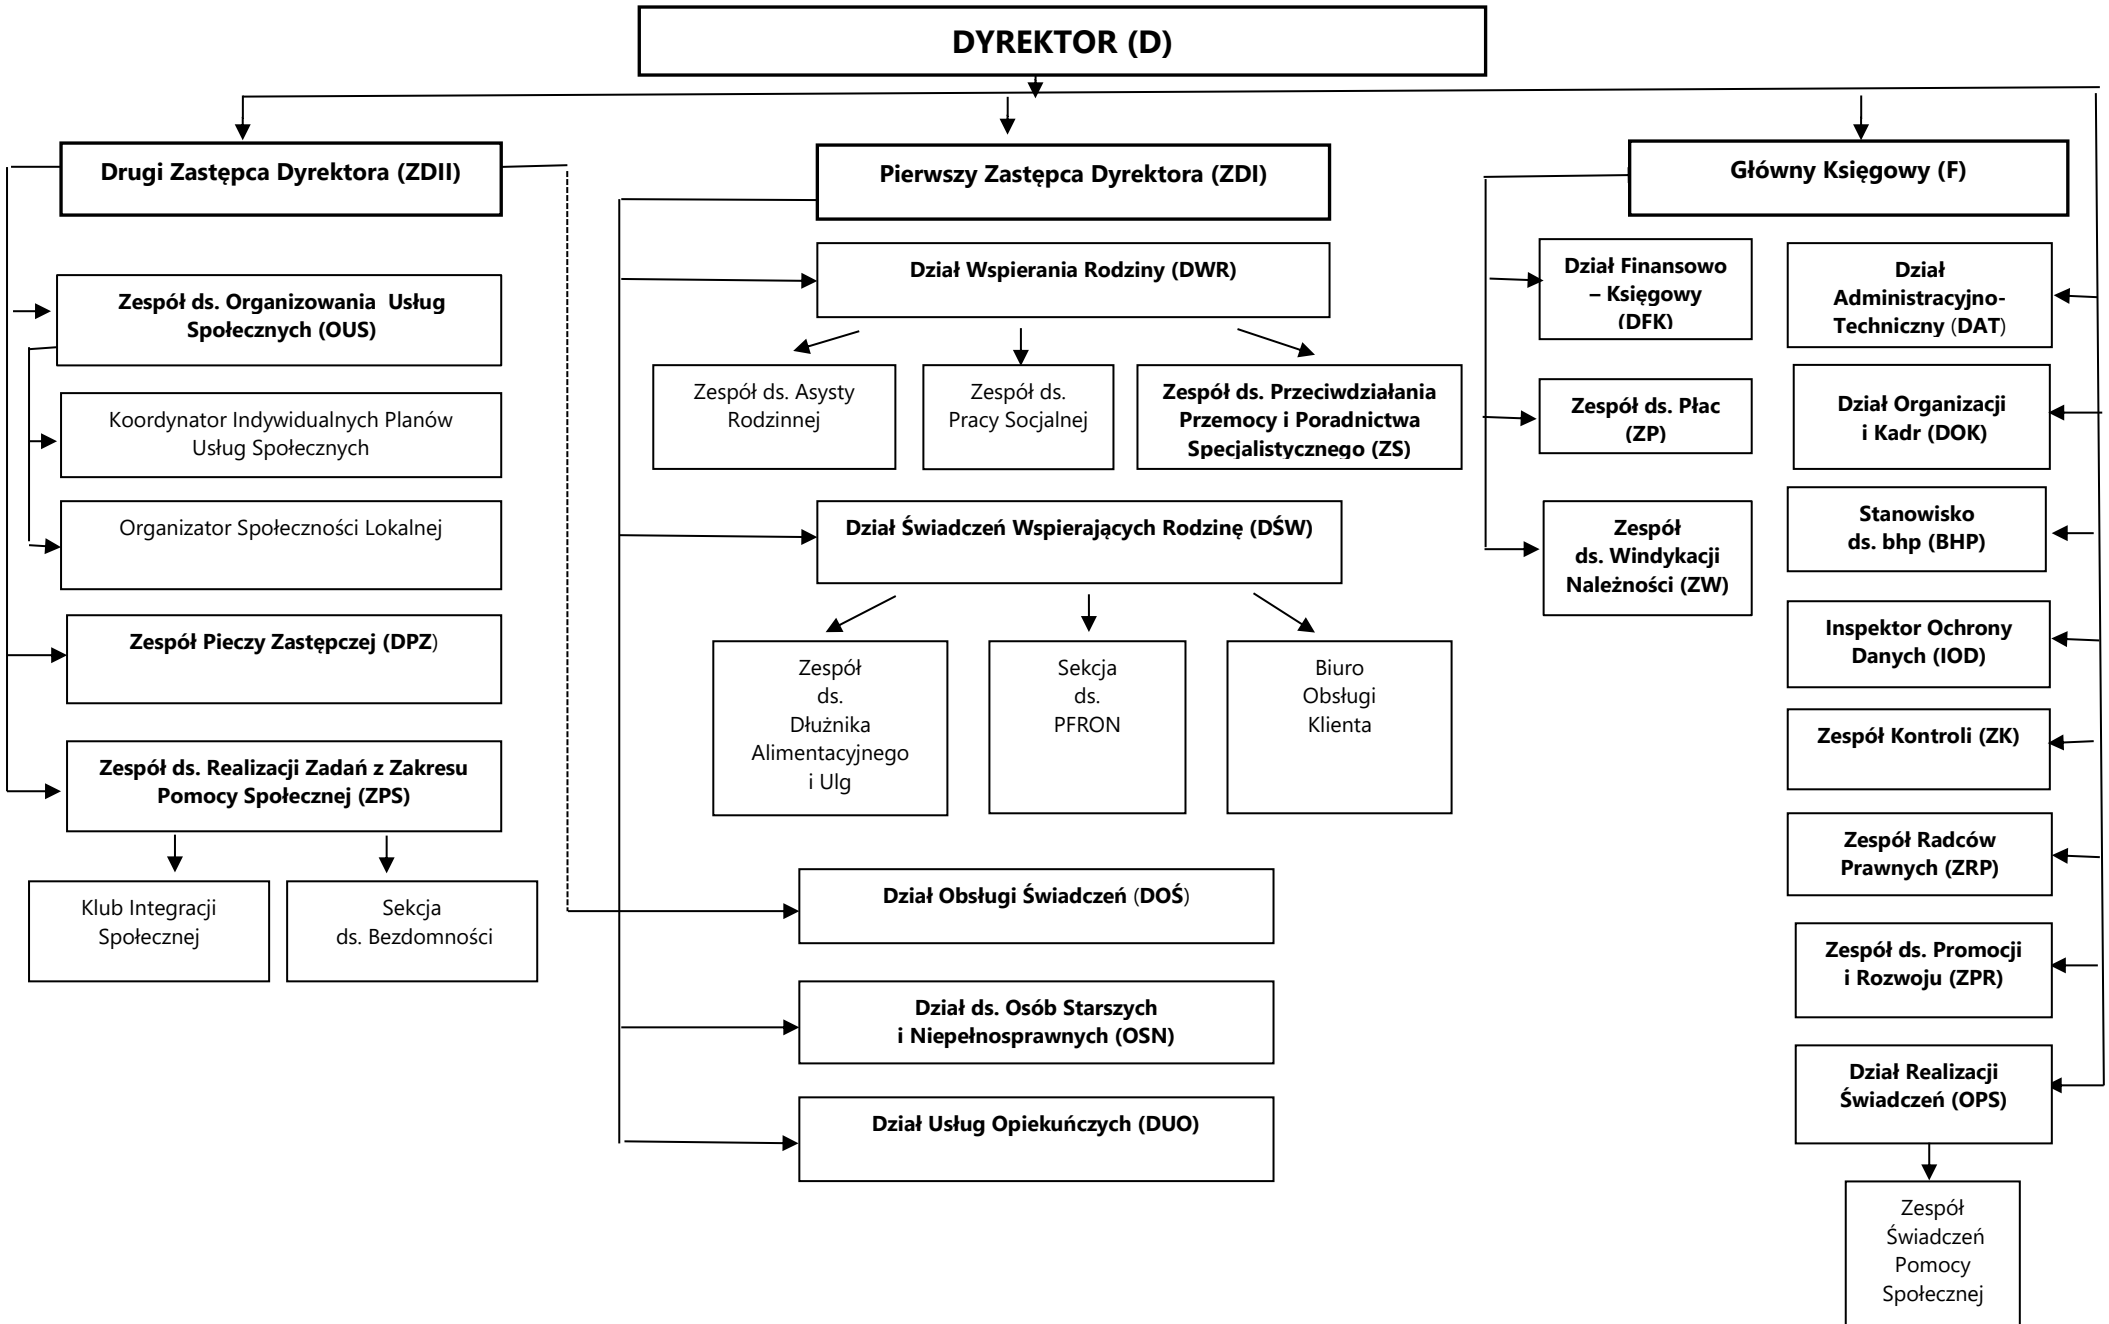 DYREKTOR (D)
Drugi Zastępca Dyrektora (ZDII)
Pierwszy Zastępca Dyrektora (ZDI)
Główny Księgowy (F)
Zespół ds. Organizowania  Usług
Społecznych (OUS)
Koordynator Indywidualnych Planów
Usług Społecznych
Organizator Społeczności Lokalnej
Zespół Pieczy Zastępczej (DPZ)
Zespół ds. Realizacji Zadań z Zakresu
Pomocy Społecznej (ZPS)
Klub Integracji
Społecznej
Sekcja
ds. Bezdomności
Dział Wspierania Rodziny (DWR)
Zespół ds. Asysty
Rodzinnej
Zespół ds.
Pracy Socjalnej
Zespół ds. Przeciwdziałania
Przemocy i Poradnictwa
Specjalistycznego (ZS)
Dział Świadczeń Wspierających Rodzinę (DŚW)
Zespół
ds.
Dłużnika
Alimentacyjnego
i Ulg
Sekcja
ds.
PFRON
Biuro
Obsługi
Klienta
Dział Obsługi Świadczeń (DOŚ)
Dział ds. Osób Starszych
i Niepełnosprawnych (OSN)
Dział Usług Opiekuńczych (DUO)
Dział Finansowo
– Księgowy
(DFK)
Zespół ds. Płac
(ZP)
Zespół
ds. Windykacji
Należności (ZW)
Dział
Administracyjno-
Techniczny (DAT)
Dział Organizacji
i Kadr (DOK)
Stanowisko
ds. bhp (BHP)
Inspektor Ochrony
Danych (IOD)
Zespół Kontroli (ZK)
Zespół Radców
Prawnych (ZRP)
Zespół ds. Promocji
i Rozwoju (ZPR)
Dział Realizacji
Świadczeń (OPS)
Zespół
Świadczeń
Pomocy
Społecznej